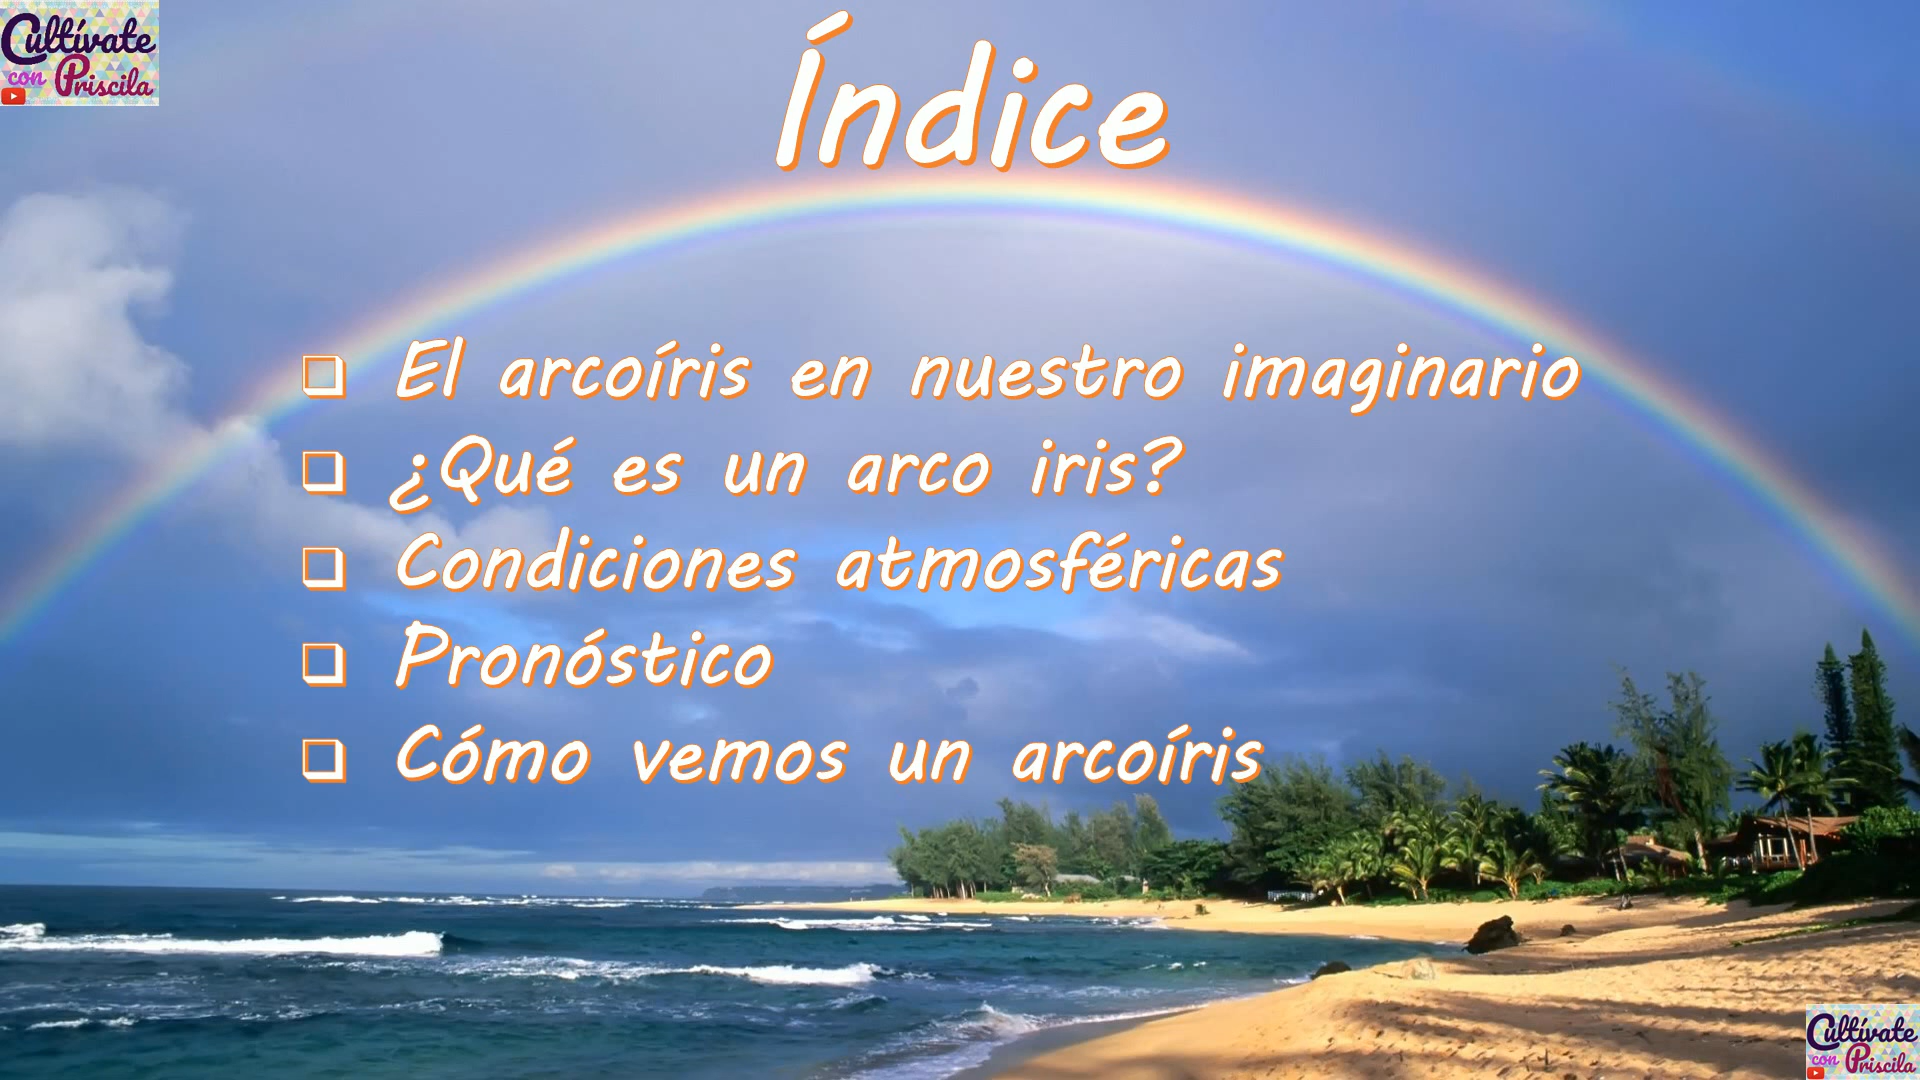 Cultívate
con Priscila
Índice
❑ El arcoíris en nuestro imaginario
❑ ¿Qué es un arco iris?
❑ Condiciones atmosféricas
❑ Pronóstico
❑ Cómo vemos un arcoíris
Cultívate
con Priscila